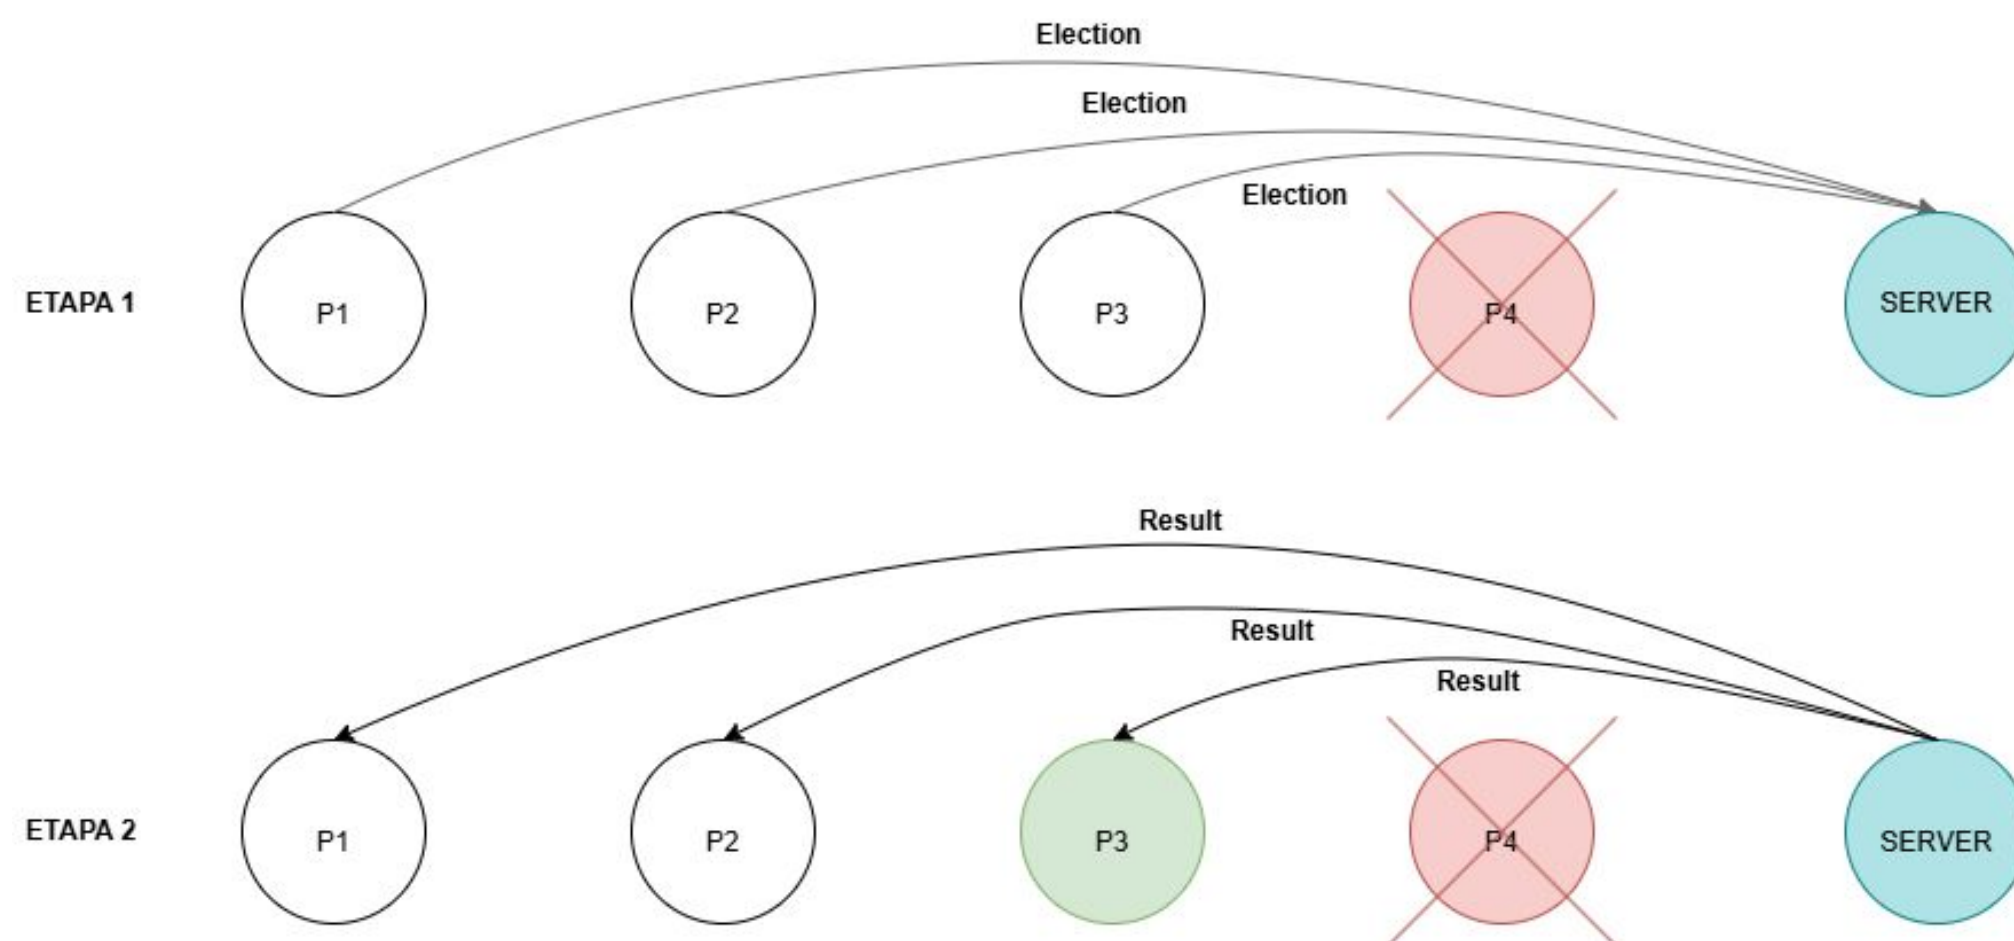 Election
Election
Election
ETAPA 1
P1
P2
P3
P4
SERVER
Result
Result
Result
ETAPA 2
P1
P2
P3
P4
SERVER